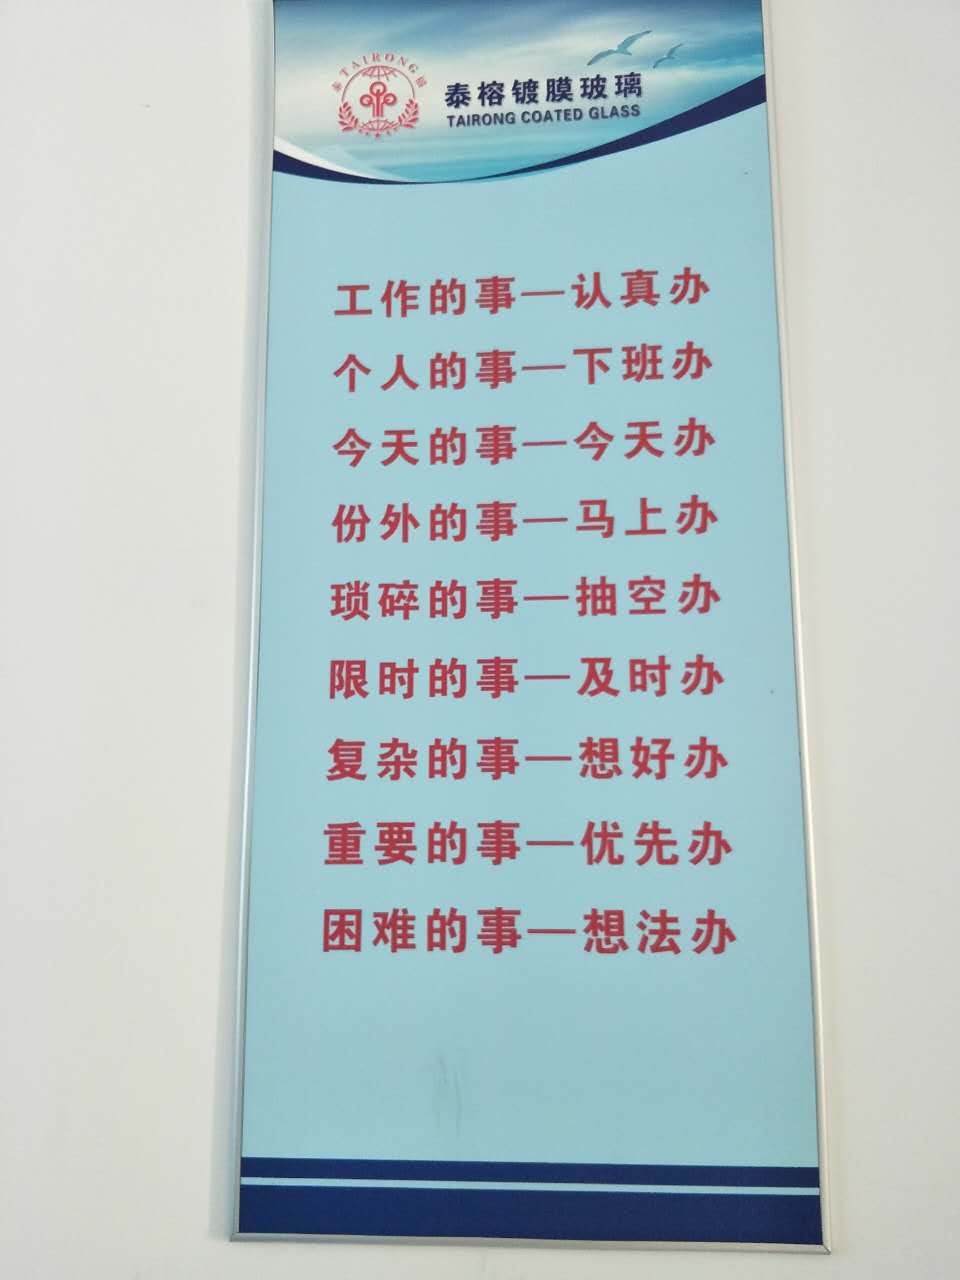 泰 TAIRONG 榕
泰榕镀膜玻璃
TAIRONG COATED GLASS
工作的事—认真办
个人的事—下班办
今天的事—今天办
份外的事—马上办
琐碎的事—抽空办
限时的事—及时办
复杂的事—想好办
重要的事—优先办
困难的事—想法办